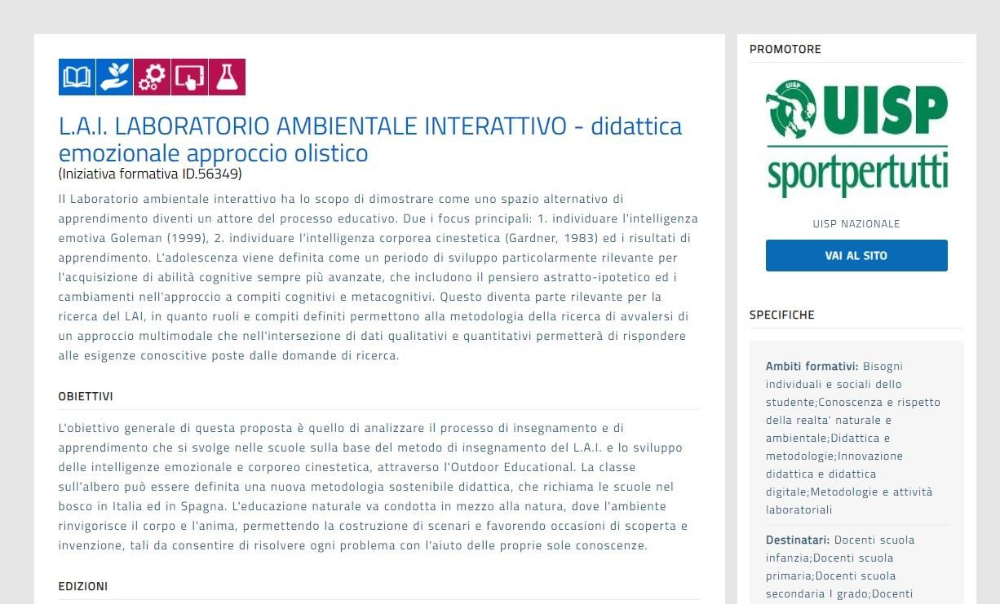 L.A.I. LABORATORIO AMBIENTALE INTERATTIVO - didattica
emozionale approccio olistico
(Iniziativa formativa ID.56349)
Il Laboratorio ambientale interattivo ha lo scopo di dimostrare come uno spazio alternativo di
apprendimento diventi un attore del processo educativo. Due i focus principali: 1. individuare l'intelligenza
emotiva Goleman (1999), 2. individuare l'intelligenza corporea cinestetica (Gardner, 1983) ed i risultati di
apprendimento. L'adolescenza viene definita come un periodo di sviluppo particolarmente rilevante per
l'acquisizione di abilità cognitive sempre più avanzate, che includono il pensiero astratto-ipotetico ed i
cambiamenti nell'approccio a compiti cognitivi e metacognitivi. Questo diventa parte rilevante per la
ricerca del LAI, in quanto ruoli e compiti definiti permettono alla metodologia della ricerca di avvalersi di
un approccio multimodale che nell'intersezione di dati qualitativi e quantitativi permetterà di rispondere
alle esigenze conoscitive poste dalle domande di ricerca.
OBIETTIVI
L'obiettivo generale di questa proposta è quello di analizzare il processo di insegnamento e di
apprendimento che si svolge nelle scuole sulla base del metodo di insegnamento del L.A.I. e lo sviluppo
delle intelligenze emozionale e corporeo cinestetica, attraverso l'Outdoor Educational. La classe
sull'albero può essere definita una nuova metodologia sostenibile didattica, che richiama le scuole nel
bosco in Italia ed in Spagna. L'educazione naturale va condotta in mezzo alla natura, dove l'ambiente
rinvigorisce il corpo e l'anima, permettendo la costruzione di scenari e favorendo occasioni di scoperta e
invenzione, tali da consentire di risolvere ogni problema con l'aiuto delle proprie sole conoscenze.
EDIZIONI
PROMOTORE
UISP
UISP
sportpertutti
UISP NAZIONALE
VAI AL SITO
SPECIFICHE
Ambiti formativi: Bisogni
individuali e sociali dello
studente;Conoscenza e rispetto
della realta' naturale e
ambientale;Didattica e
metodologie;Innovazione
didattica e didattica
digitale;Metodologie e attività
laboratoriali
Destinatari: Docenti scuola
infanzia;Docenti scuola
primaria;Docenti scuola
secondaria I grado;Docenti